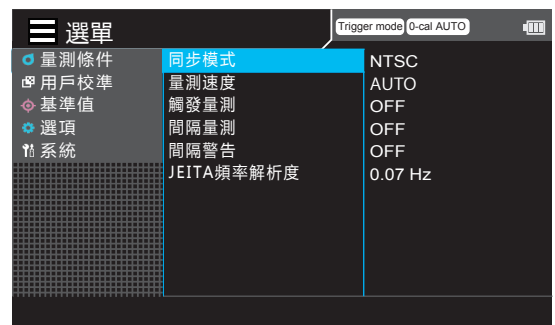 選單
Trigger mode 0-cal AUTO
量測條件 同步模式 NTSC
用戶校準 量測速度 AUTO
基準值 觸發量測 OFF
選項 間隔量測 OFF
系統 間隔警告 OFF
JEITA頻率解析度 0.07 Hz